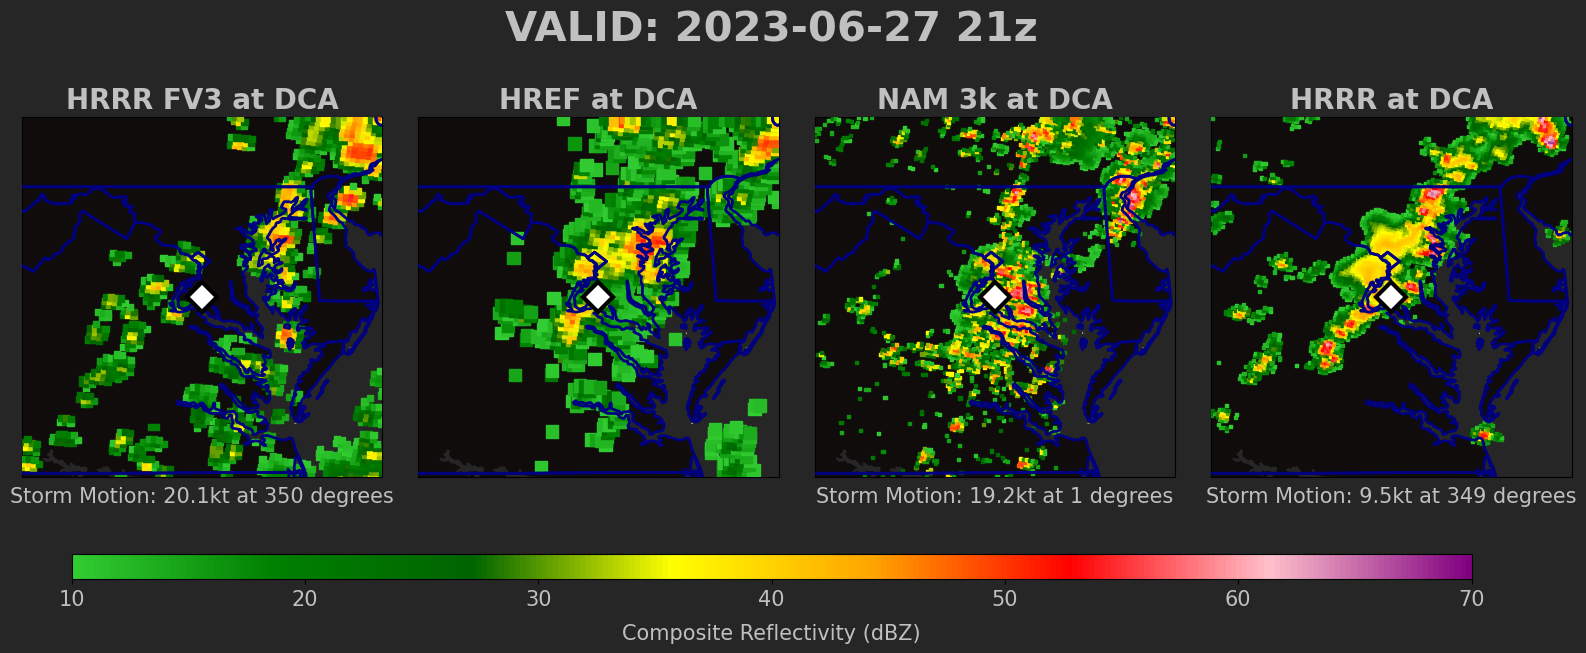 VALID: 2023-06-27 21z
HRRR FV3 at DCA
HREF at DCA
NAM 3k at DCA
HRRR at DCA
Storm Motion: 20.1kt at 350 degrees
Storm Motion: 19.2kt at 1 degrees
Storm Motion: 9.5kt at 349 degrees
10 20 30 40 50 60 70
Composite Reflectivity (dBZ)